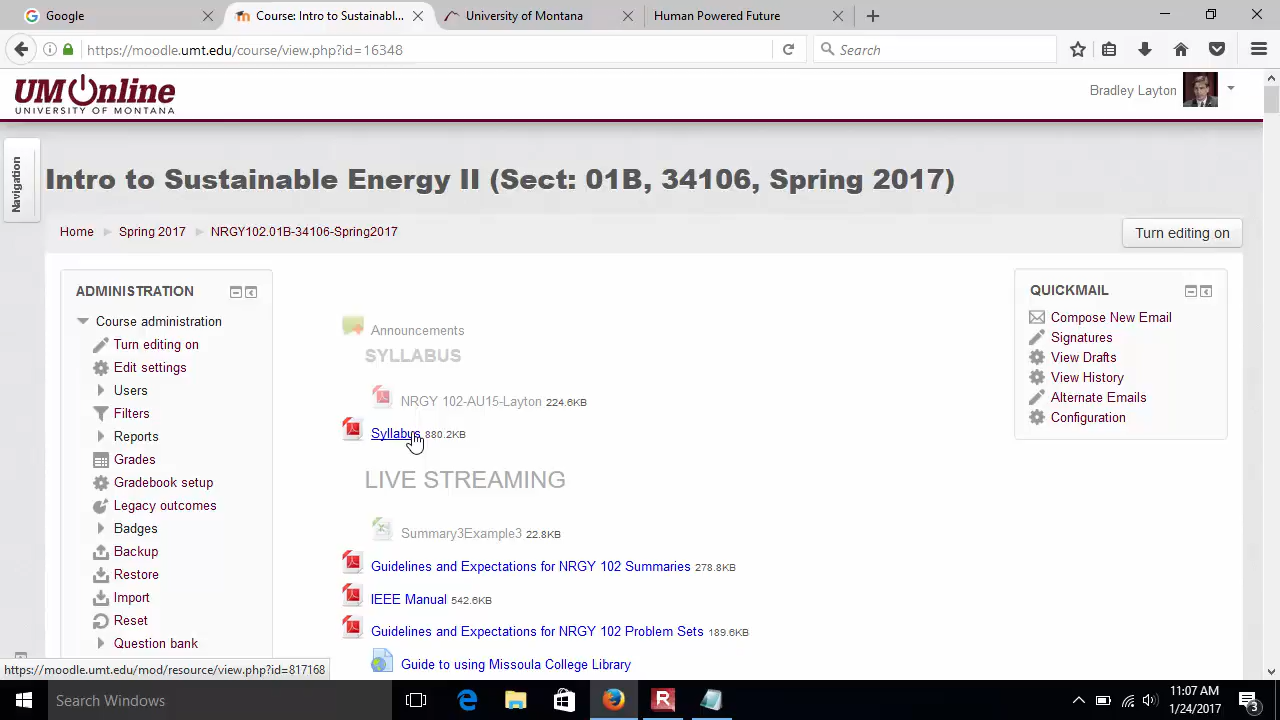 Google
Course: Intro to Sustainabl...
University of Montana
Human Powered Future
https://moodle.umt.edu/course/view.php?id=16348
Search
UM Online
UNIVERSITY OF MONTANA
Bradley Layton
Navigation
Intro to Sustainable Energy II (Sect: 01B, 34106, Spring 2017)
Home
Spring 2017
NRGY102.01B-34106-Spring2017
Turn editing on
ADMINISTRATION
Course administration
Turn editing on
Edit settings
Users
Filters
Reports
Grades
Gradebook setup
Legacy outcomes
Badges
Backup
Restore
Import
Reset
Question bank
Announcements
SYLLABUS
NRGY 102-AU15-Layton 224.6KB
Syllabus 880.2KB
LIVE STREAMING
Summary3Example3 22.8KB
Guidelines and Expectations for NRGY 102 Summaries 278.8KB
IEEE Manual 542.6KB
Guidelines and Expectations for NRGY 102 Problem Sets 189.6KB
Guide to using Missoula College Library
QUICKMAIL
Compose New Email
Signatures
View Drafts
View History
Alternate Emails
Configuration
https://moodle.umt.edu/mod/resource/view.php?id=817168
Search Windows
11:07 AM
1/24/2017
3